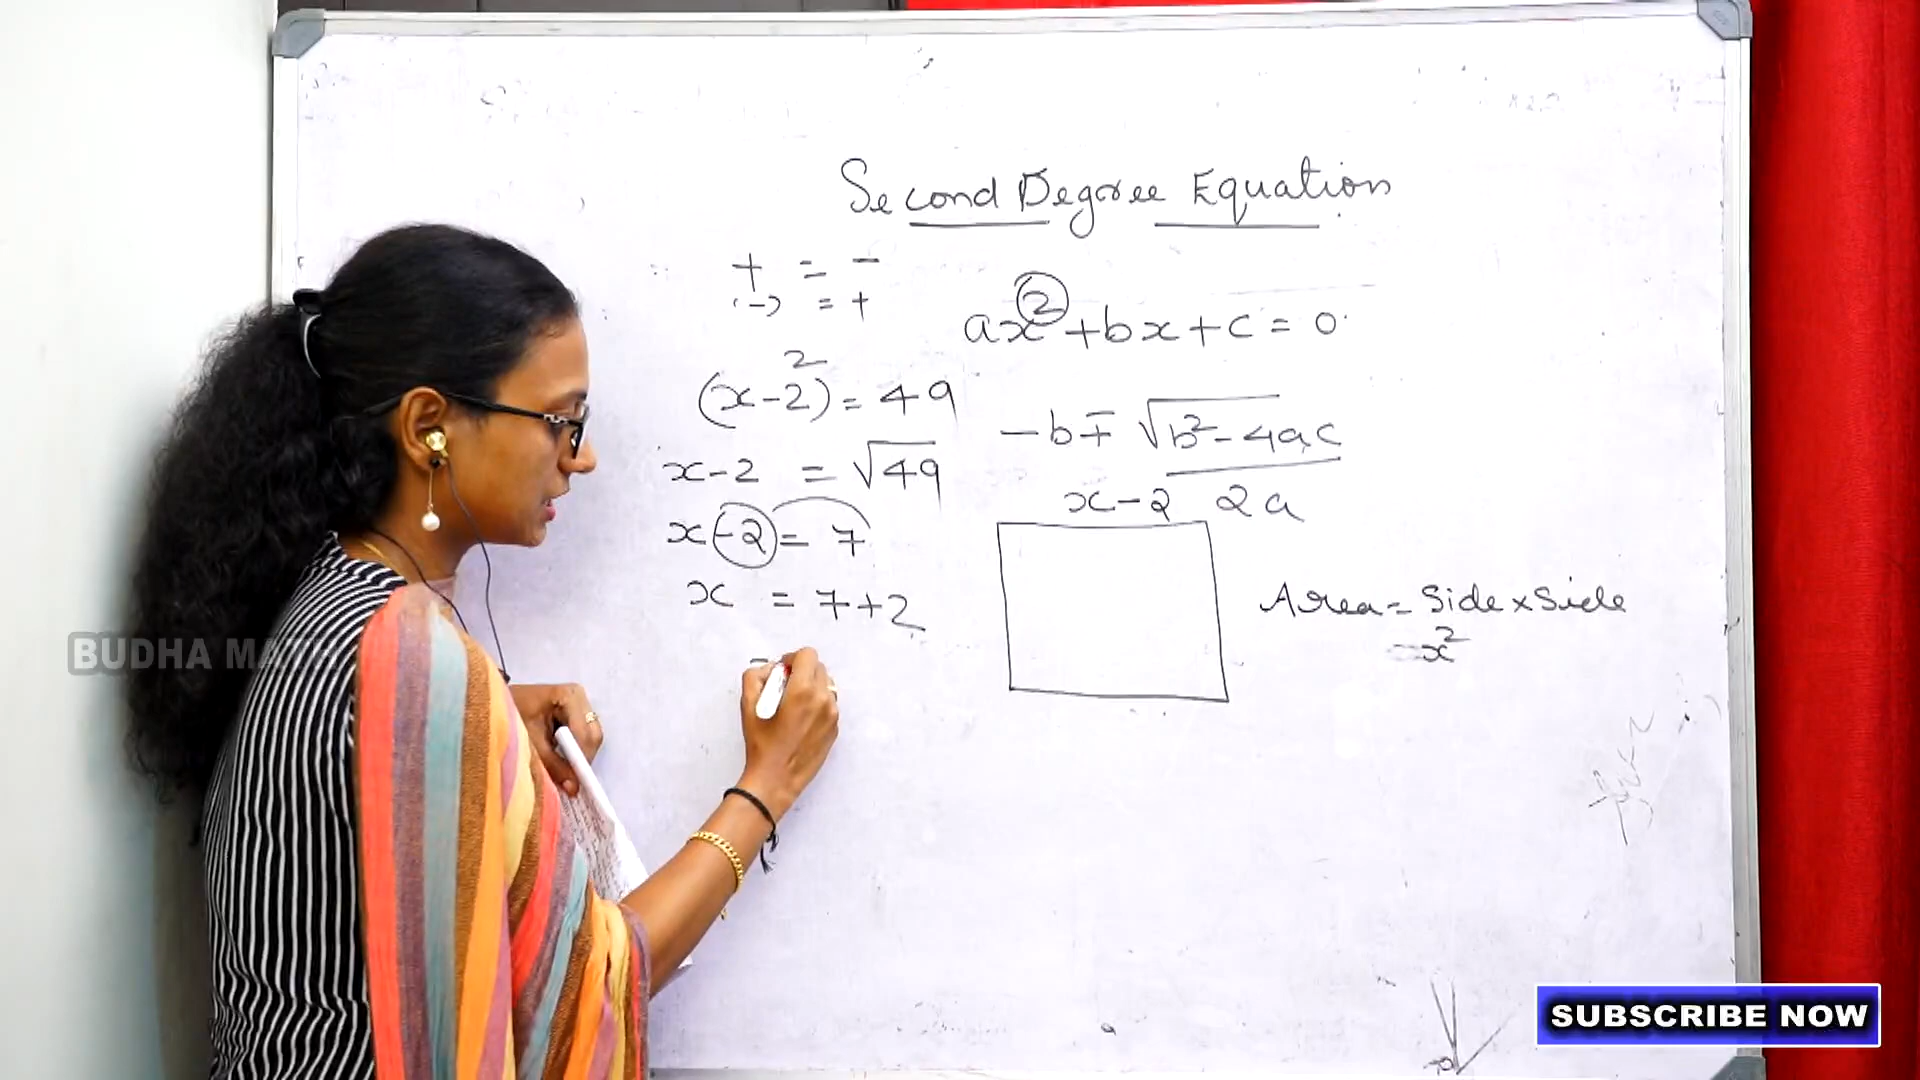 Second Degree Equation
+ = -
(-) = +
ax²+bx+c = 0
(x-2)² = 49
-b∓ √b²-4ac
x-2 = √49
x-2 2a
x-2 = 7
x = 7+2
Area = Side x Side
= x²
=
BUDHA MATH
SUBSCRIBE NOW